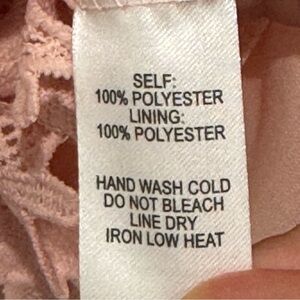 SELF:
100% POLYESTER
LINING:
100% POLYESTER
HAND WASH COLD
DO NOT BLEACH
LINE DRY
IRON LOW HEAT